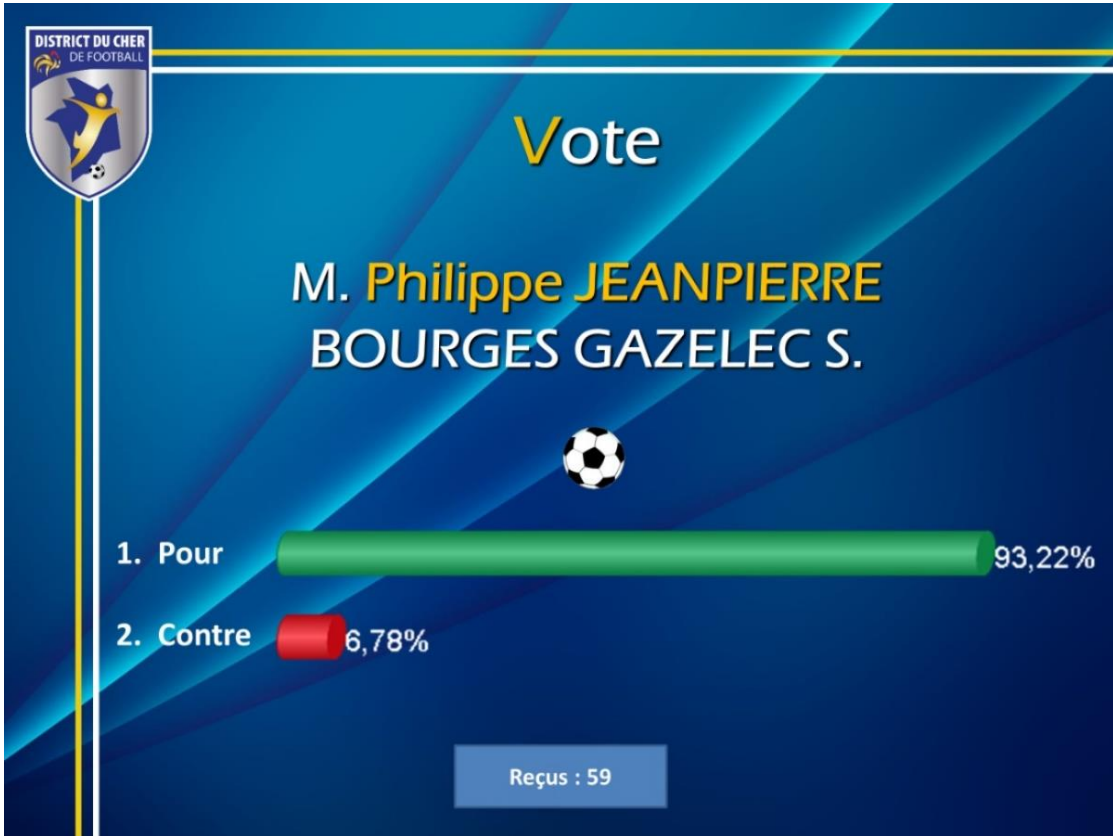 DISTRICT DU CHER
DE FOOTBALL
Vote
M. Philippe JEANPIERRE
BOURGES GAZELEC S.
1. Pour 93,22%
2. Contre 6,78%
Reçus : 59